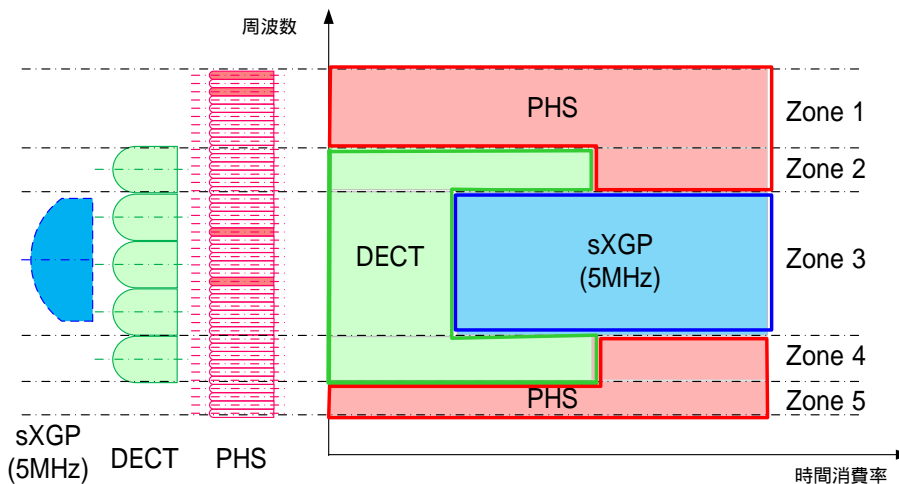 周波数
PHS
Zone 1
Zone 2
DECT
sXGP
(5MHz)
Zone 3
Zone 4
PHS
Zone 5
sXGP
(5MHz)
DECT
PHS
時間消費率